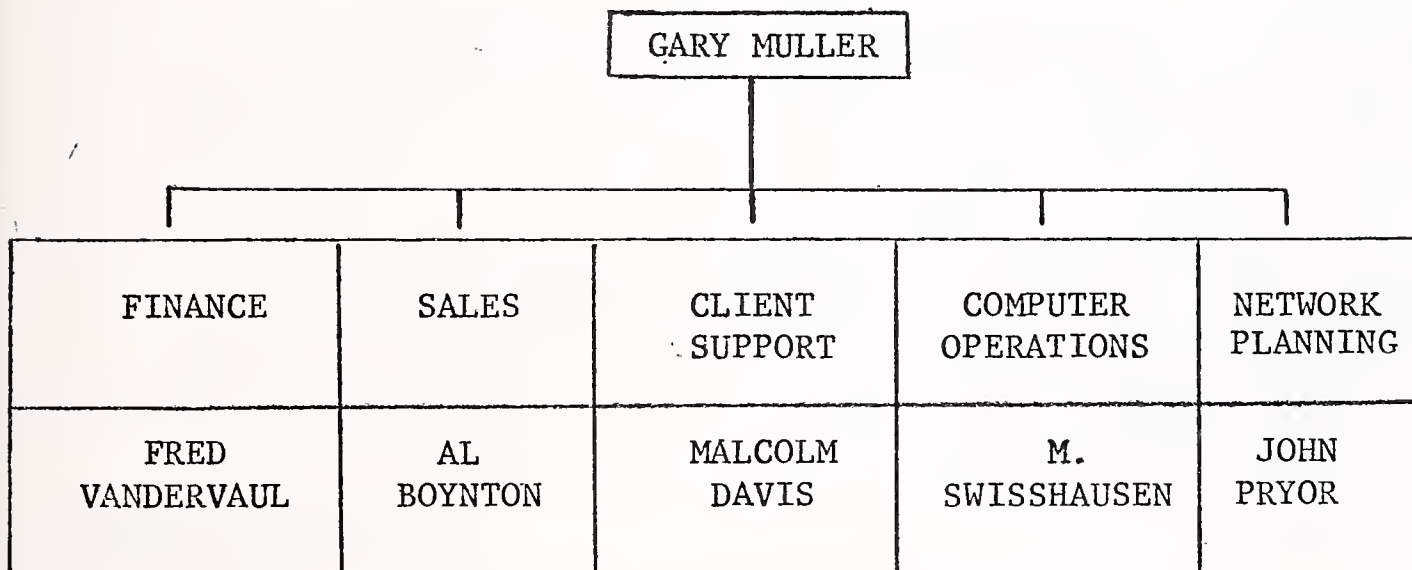 GARY MULLER
FINANCE
SALES
CLIENT
SUPPORT
COMPUTER
OPERATIONS
NETWORK
PLANNING
FRED
VANDERVAUL
AL
BOYNTON
MALCOLM
DAVIS
M.
SWISSHAUSEN
JOHN
PRYOR